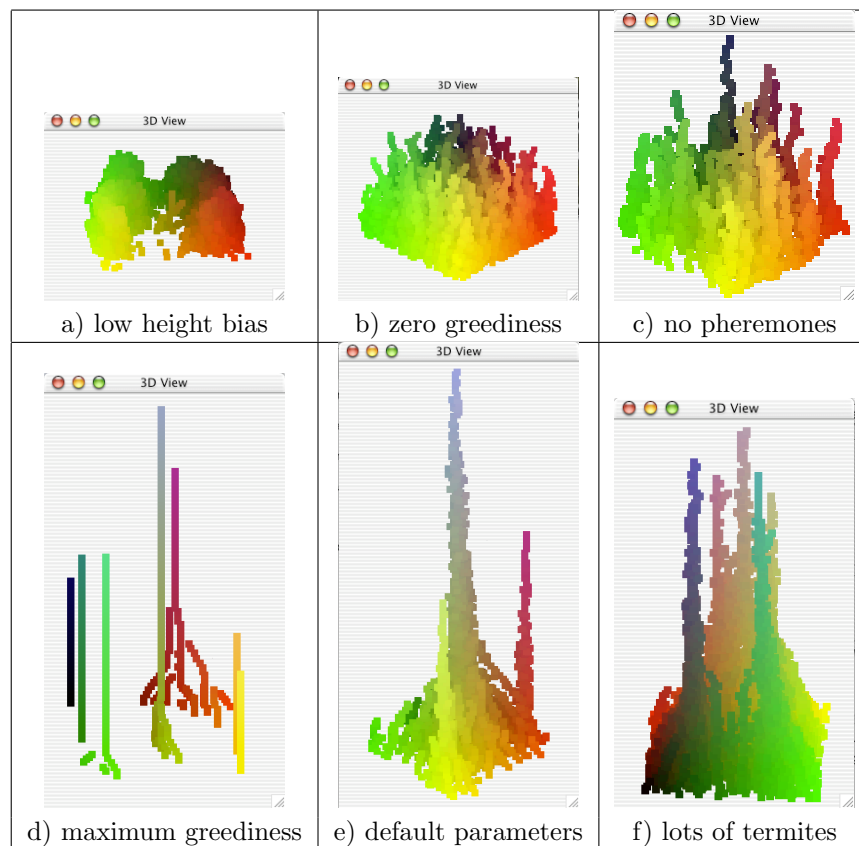 3D View
a) low height bias
3D View
b) zero greediness
3D View
c) no pheremones
3D View
d) maximum greediness
3D View
e) default parameters
3D View
f) lots of termites